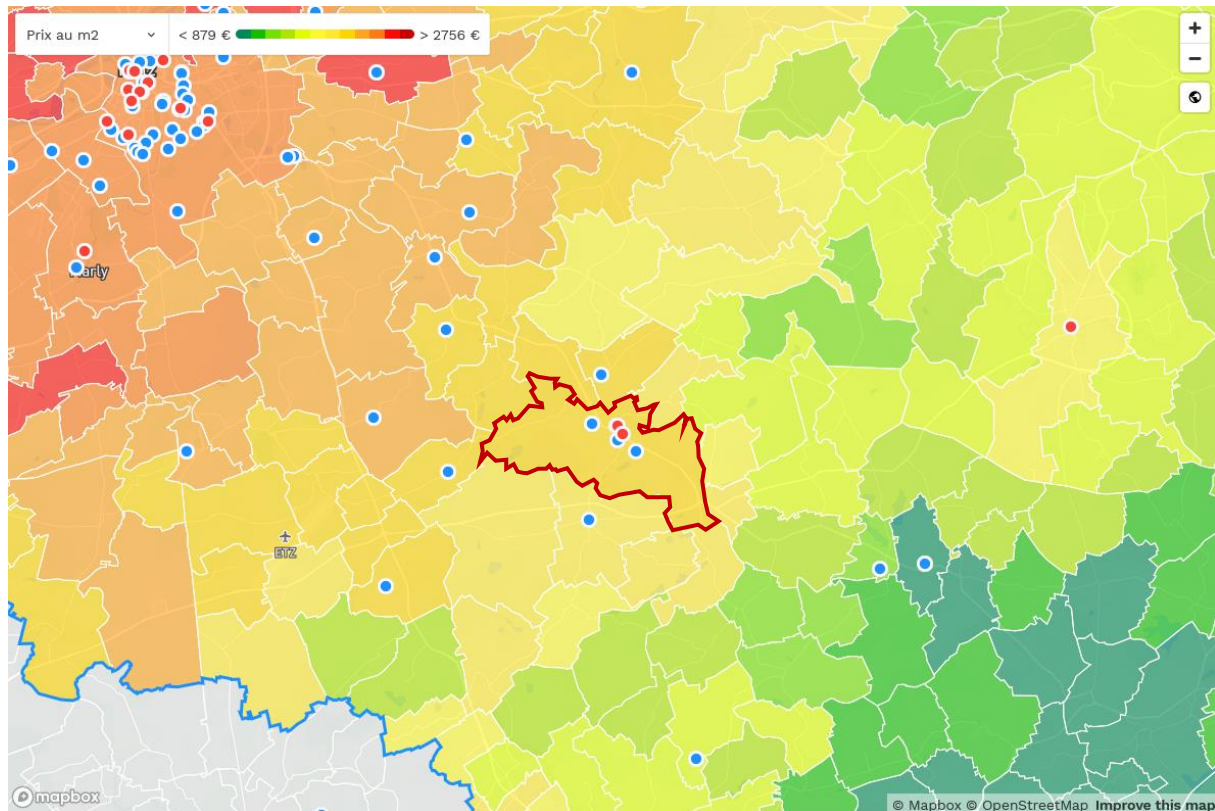 Prix au m2
< 879 €
> 2756 €
+
−
Marly
ETZ
mapbox
© Mapbox © OpenStreetMap Improve this map